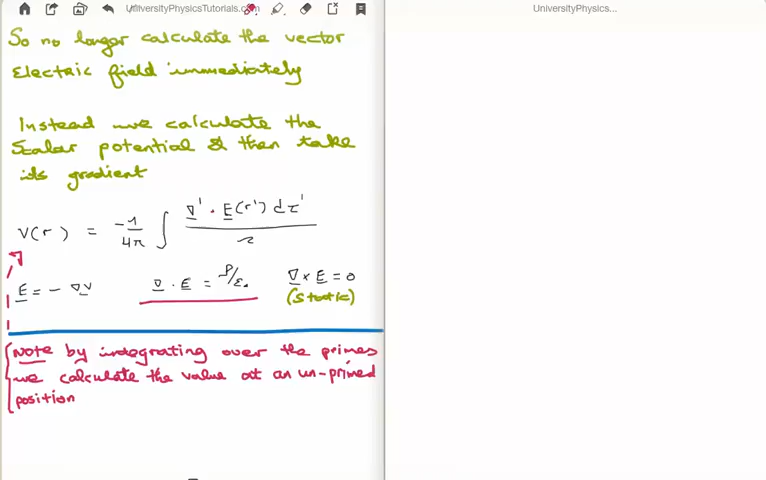 UniversityPhysicsTutorials.com
UniversityPhysics...
So no longer calculate the vector
Electric field immediately
Instead we calculate the
Scalar potential & then take
its gradient
V(r) = -1/4π ∫ ∇' · E(r') dτ' / r
E = - ∇V ∇ · E = ρ/ε₀ ∇ × E = 0
(Static)
Note by integrating over the primes
we calculate the value at an un-primed
position